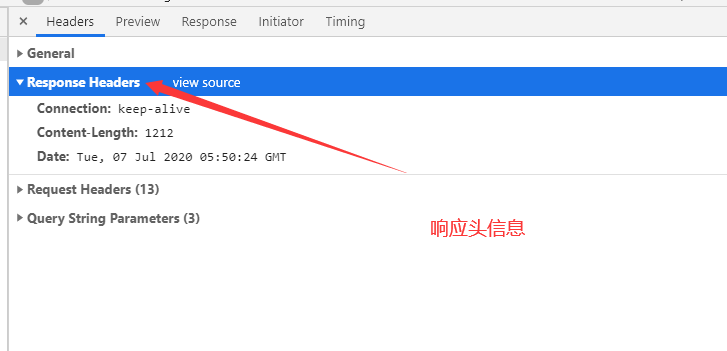 × Headers Preview Response Initiator Timing
General
Response Headers view source
Connection: keep-alive
Content-Length: 1212
Date: Tue, 07 Jul 2020 05:50:24 GMT
Request Headers (13)
Query String Parameters (3)
响应头信息